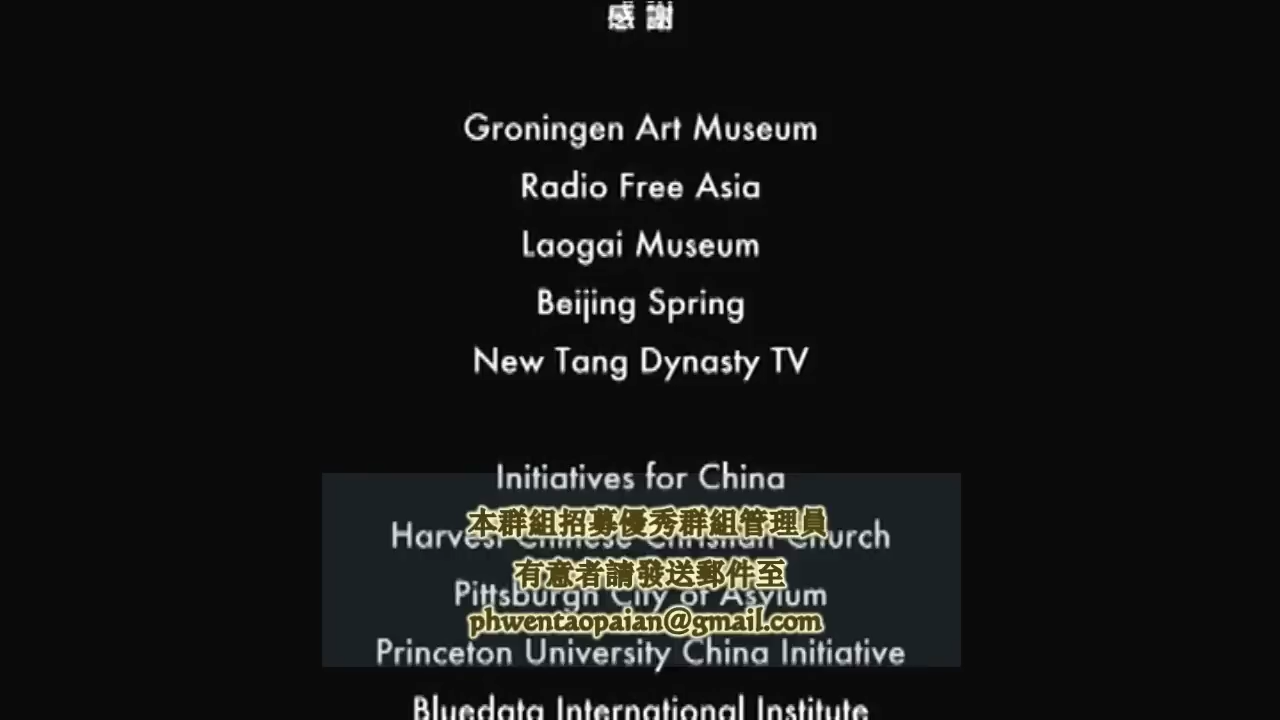 感謝
Groningen Art Museum
Radio Free Asia
Laogai Museum
Beijing Spring
New Tang Dynasty TV
Initiatives for China
本群組招募優秀群組管理員
Harvest Chinese Christian Church
有意者請發送郵件至
Pittsburgh City of Asylum
phwentaopaian@gmail.com
Princeton University China Initiative
Bluedata International Institute